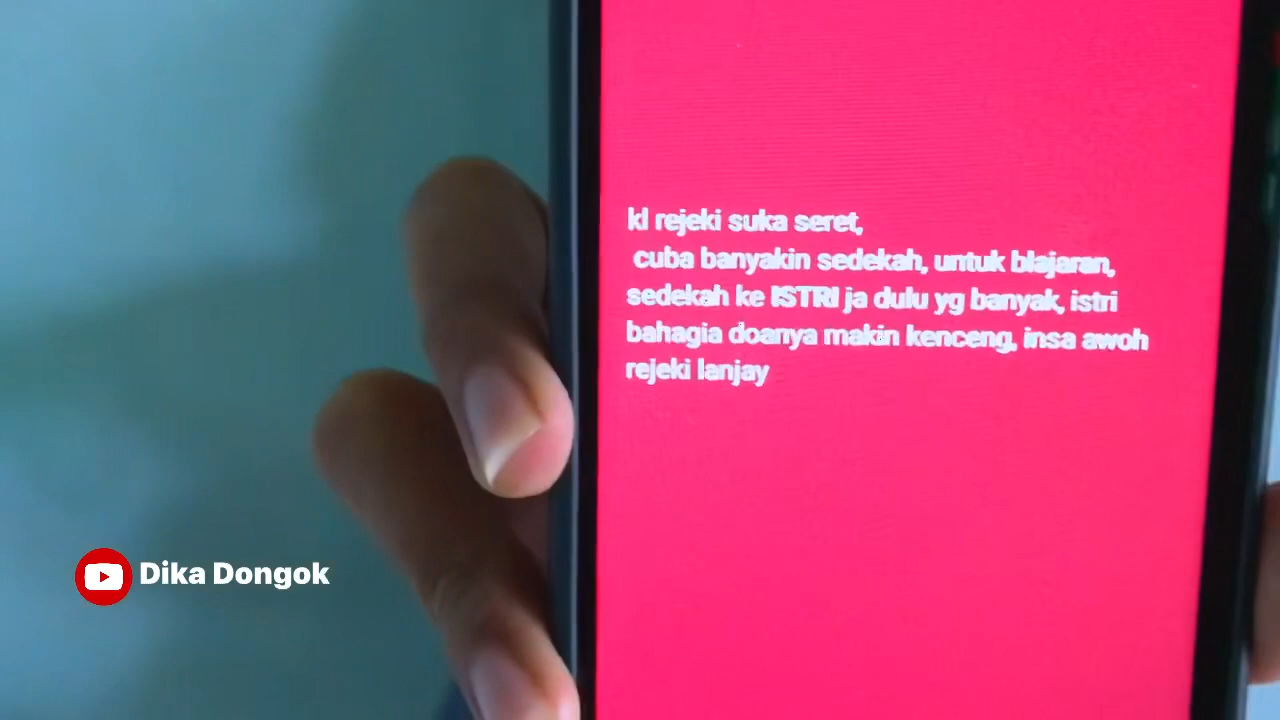 kl rejeki suka seret,
cuba banyakin sedekah, untuk blajaran,
sedekah ke ISTRI ja dulu yg banyak, istri
bahagia doanya makin kenceng, insa awoh
rejeki lanjay
Dika Dongok